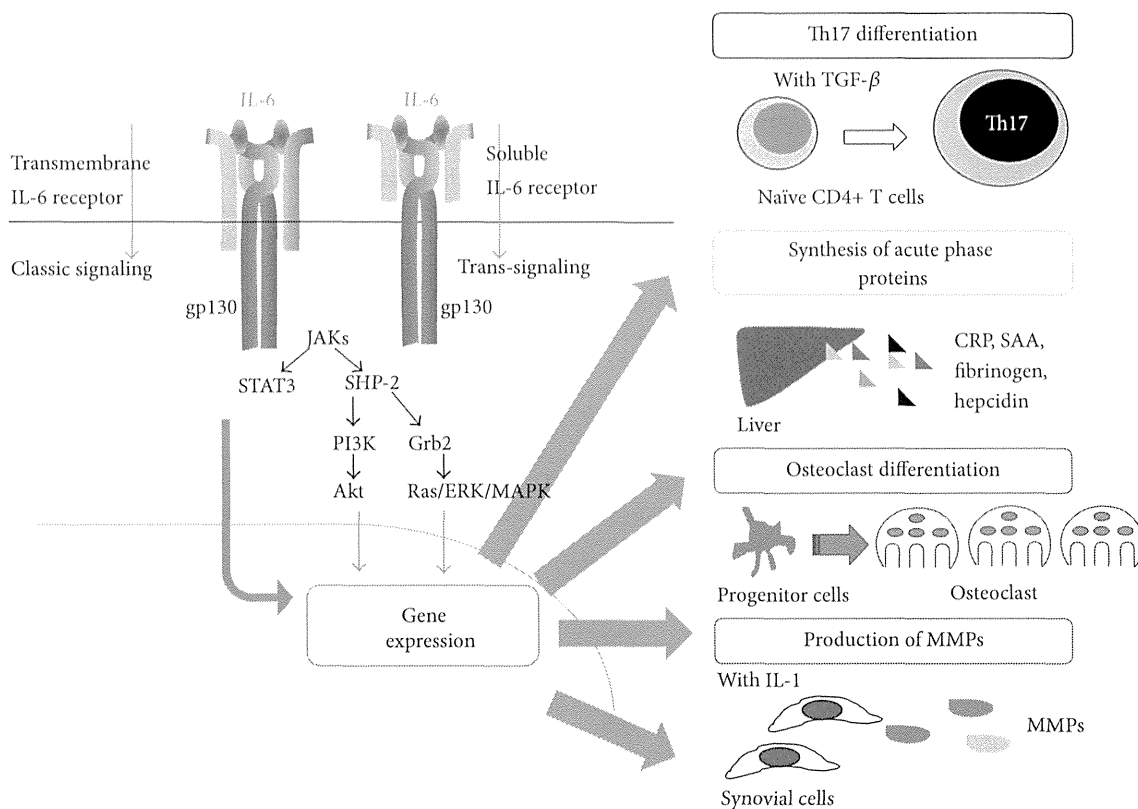 IL-6
IL-6
Transmembrane
IL-6 receptor
Soluble
IL-6 receptor
Classic signaling
Trans-signaling
gp130
gp130
JAKs
STAT3
SHP-2
PI3K
Grb2
Akt
Ras/ERK/MAPK
Gene
expression
Th17 differentiation
With TGF-β
Th17
Naïve CD4+ T cells
Synthesis of acute phase
proteins
CRP, SAA,
fibrinogen,
hepcidin
Liver
Osteoclast differentiation
Progenitor cells
Osteoclast
Production of MMPs
With IL-1
MMPs
Synovial cells